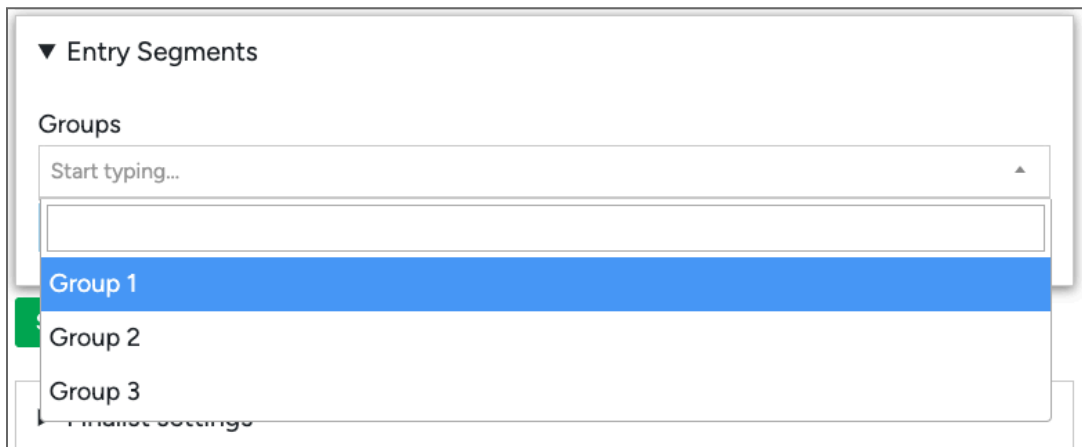 ▼ Entry Segments
Groups
Start typing...
Group 1
Group 2
Group 3